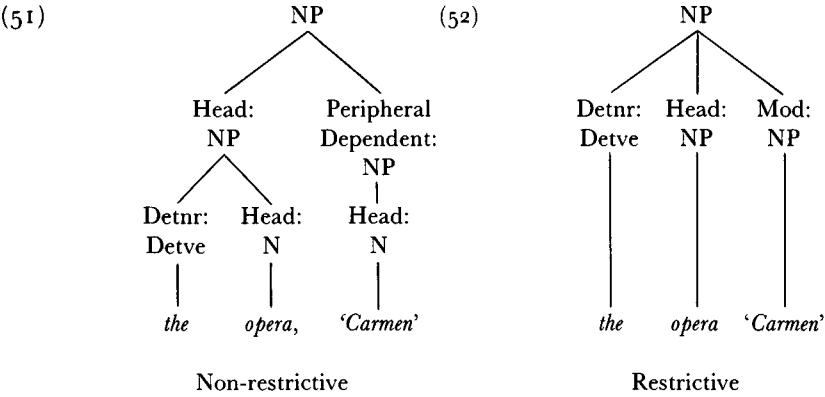 (51) NP (52) NP
Head: Peripheral Detnr: Head: Mod:
NP Dependent: Detve NP NP
NP
Detnr: Head: Head:
Detve N N
the opera, ‘Carmen’ the opera ‘Carmen’
Non-restrictive Restrictive